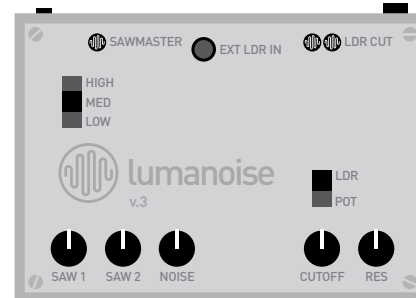 SAWMASTER
EXT LDR IN
LDR CUT
HIGH
MED
LOW
lumanoise
v.3
LDR
POT
SAW 1
SAW 2
NOISE
CUTOFF
RES